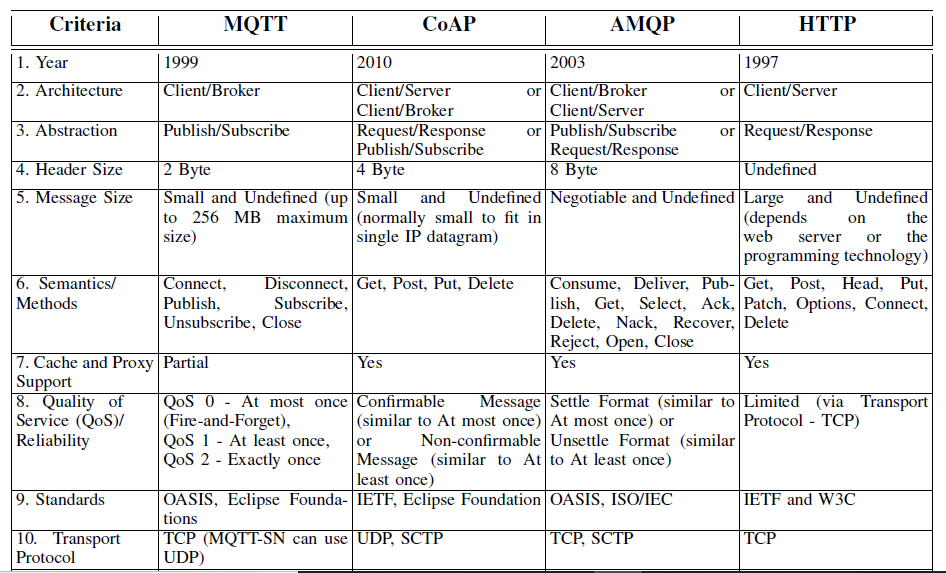 Criteria MQTT CoAP AMQP HTTP
1. Year 1999 2010 2003 1997
2. Architecture Client/Broker Client/Server or Client/Broker or Client/Server
Client/Broker Client/Server
3. Abstraction Publish/Subscribe Request/Response or Publish/Subscribe or Request/Response
Publish/Subscribe Request/Response
4. Header Size 2 Byte 4 Byte 8 Byte Undefined
5. Message Size Small and Undefined (up Small and Undefined Negotiable and Undefined Large and Undefined
to 256 MB maximum (normally small to fit in (depends on the
size) single IP datagram) web server or the
programming technology)
6. Semantics/ Connect, Disconnect, Get, Post, Put, Delete Consume, Deliver, Pub- Get, Post, Head, Put,
Methods Publish, Subscribe, lish, Get, Select, Ack, Patch, Options, Connect,
Unsubscribe, Close Delete, Nack, Recover, Delete
Reject, Open, Close
7. Cache and Proxy Partial Yes Yes Yes
Support
8. Quality of QoS 0 - At most once Confirmable Message Settle Format (similar to Limited (via Transport
Service (QoS)/ (Fire-and-Forget), (similar to At most once) At most once) or Protocol - TCP)
Reliability QoS 1 - At least once, or Non-confirmable Unsettle Format (similar
QoS 2 - Exactly once Message (similar to At to At least once)
least once)
9. Standards OASIS, Eclipse Founda- IETF, Eclipse Foundation OASIS, ISO/IEC IETF and W3C
tions
10. Transport TCP (MQTT-SN can use UDP, SCTP TCP, SCTP TCP
Protocol UDP)